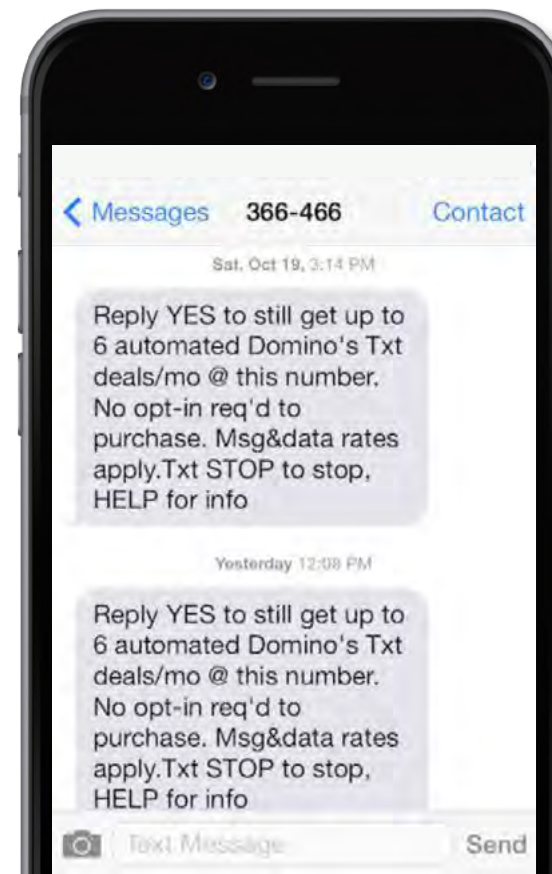 Messages 366-466 Contact
Sat, Oct 19, 3:14 PM
Reply YES to still get up to
6 automated Domino's Txt
deals/mo @ this number.
No opt-in req'd to
purchase. Msg&data rates
apply.Txt STOP to stop,
HELP for info
Yesterday 12:08 PM
Reply YES to still get up to
6 automated Domino's Txt
deals/mo @ this number.
No opt-in req'd to
purchase. Msg&data rates
apply.Txt STOP to stop,
HELP for info
Text Message Send